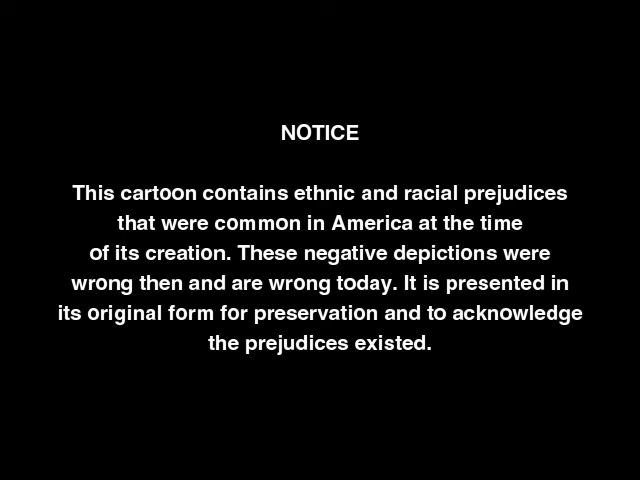 NOTICE
This cartoon contains ethnic and racial prejudices
that were common in America at the time
of its creation. These negative depictions were
wrong then and are wrong today. It is presented in
its original form for preservation and to acknowledge
the prejudices existed.